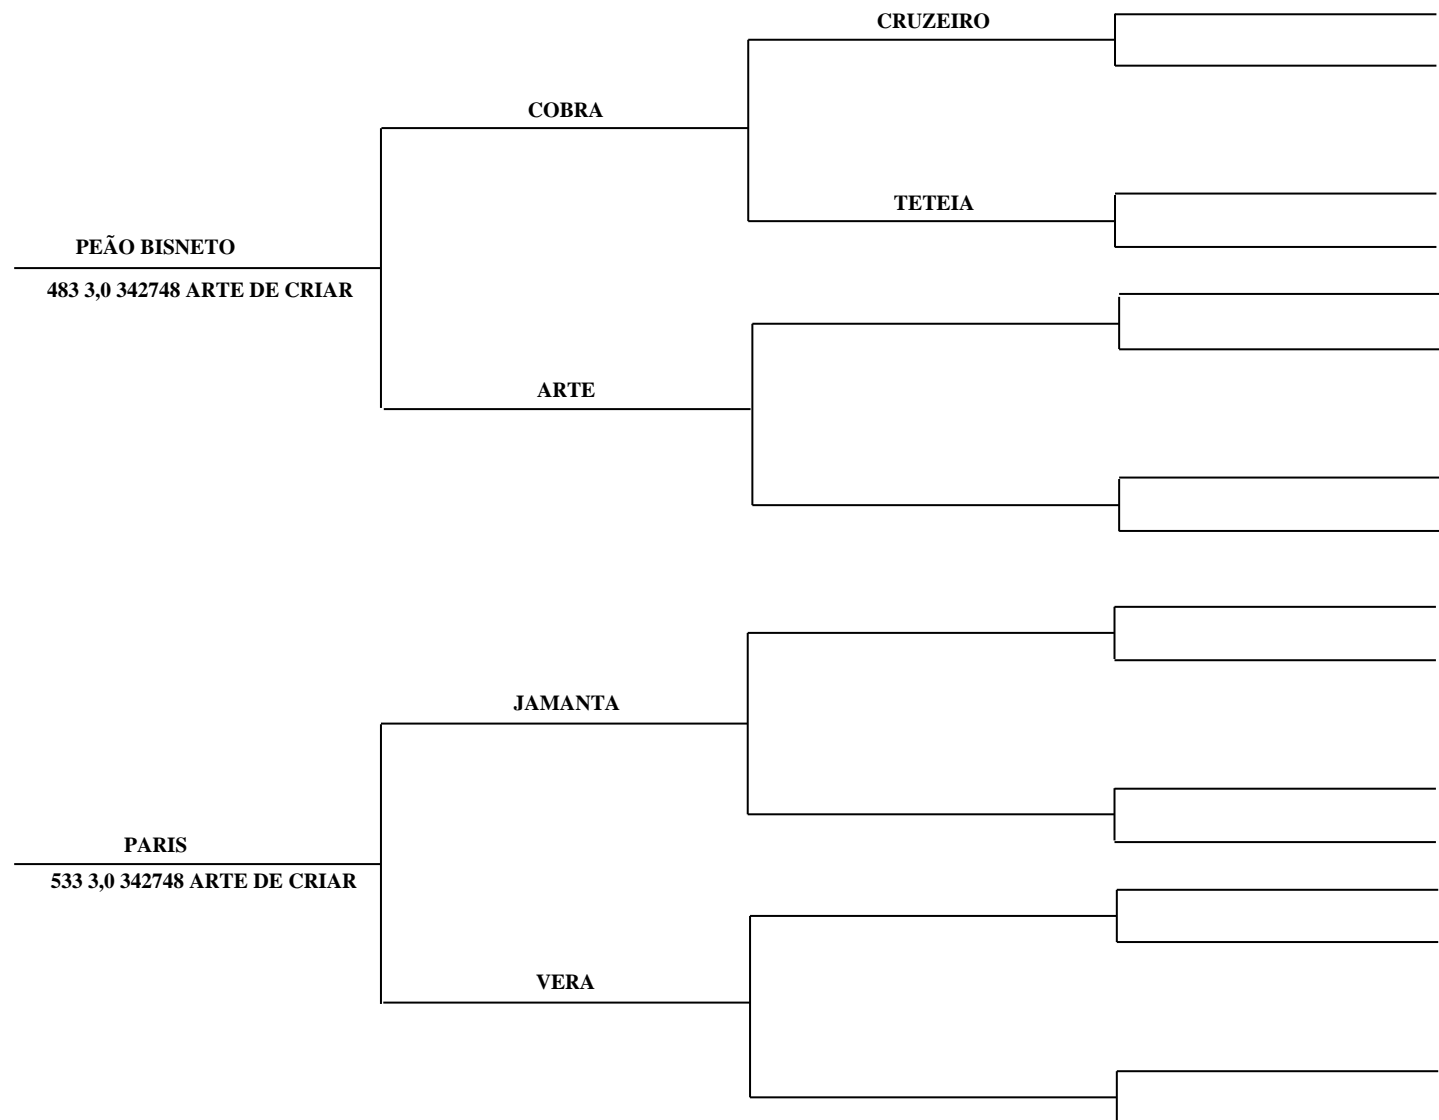 CRUZEIRO
COBRA
TETEIA
PEÃO BISNETO
483 3,0 342748 ARTE DE CRIAR
ARTE
JAMANTA
PARIS
533 3,0 342748 ARTE DE CRIAR
VERA